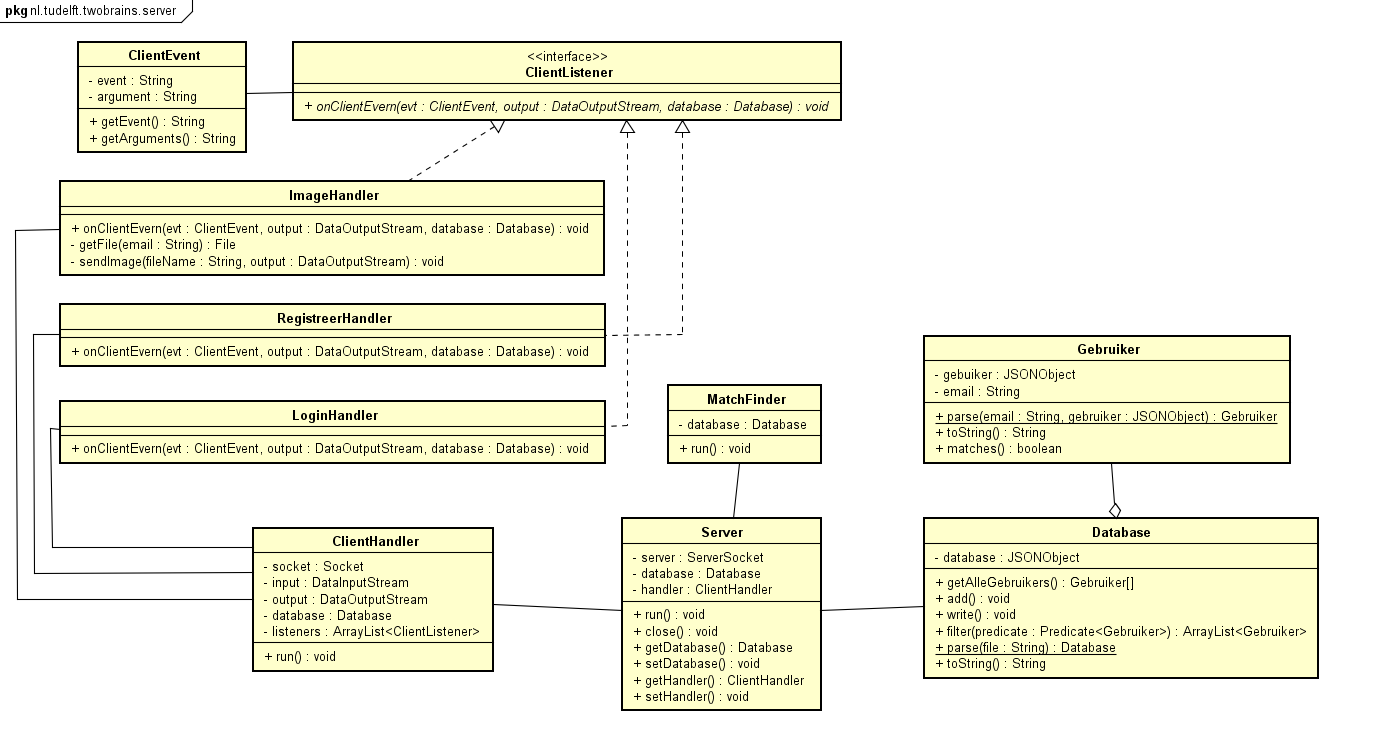 pkg nl.tudelft.twobrains.server
ClientEvent
- event : String
- argument : String
+ getEvent() : String
+ getArguments() : String
<<interface>>
ClientListener
+ onClientEvern(evt : ClientEvent, output : DataOutputStream, database : Database) : void
ImageHandler
+ onClientEvern(evt : ClientEvent, output : DataOutputStream, database : Database) : void
- getFile(email : String) : File
- sendImage(fileName : String, output : DataOutputStream) : void
RegistreerHandler
+ onClientEvern(evt : ClientEvent, output : DataOutputStream, database : Database) : void
LoginHandler
+ onClientEvern(evt : ClientEvent, output : DataOutputStream, database : Database) : void
MatchFinder
- database : Database
+ run() : void
Gebruiker
- gebuiker : JSONObject
- email : String
+ parse(email : String, gebruiker : JSONObject) : Gebruiker
+ toString() : String
+ matches() : boolean
ClientHandler
- socket : Socket
- input : DataInputStream
- output : DataOutputStream
- database : Database
- listeners : ArrayList<ClientListener>
+ run() : void
Server
- server : ServerSocket
- database : Database
- handler : ClientHandler
+ run() : void
+ close() : void
+ getDatabase() : Database
+ setDatabase() : void
+ getHandler() : ClientHandler
+ setHandler() : void
Database
- database : JSONObject
+ getAlleGebruikers() : Gebruiker[]
+ add() : void
+ write() : void
+ filter(predicate : Predicate<Gebruiker>) : ArrayList<Gebruiker>
+ parse(file : String) : Database
+ toString() : String